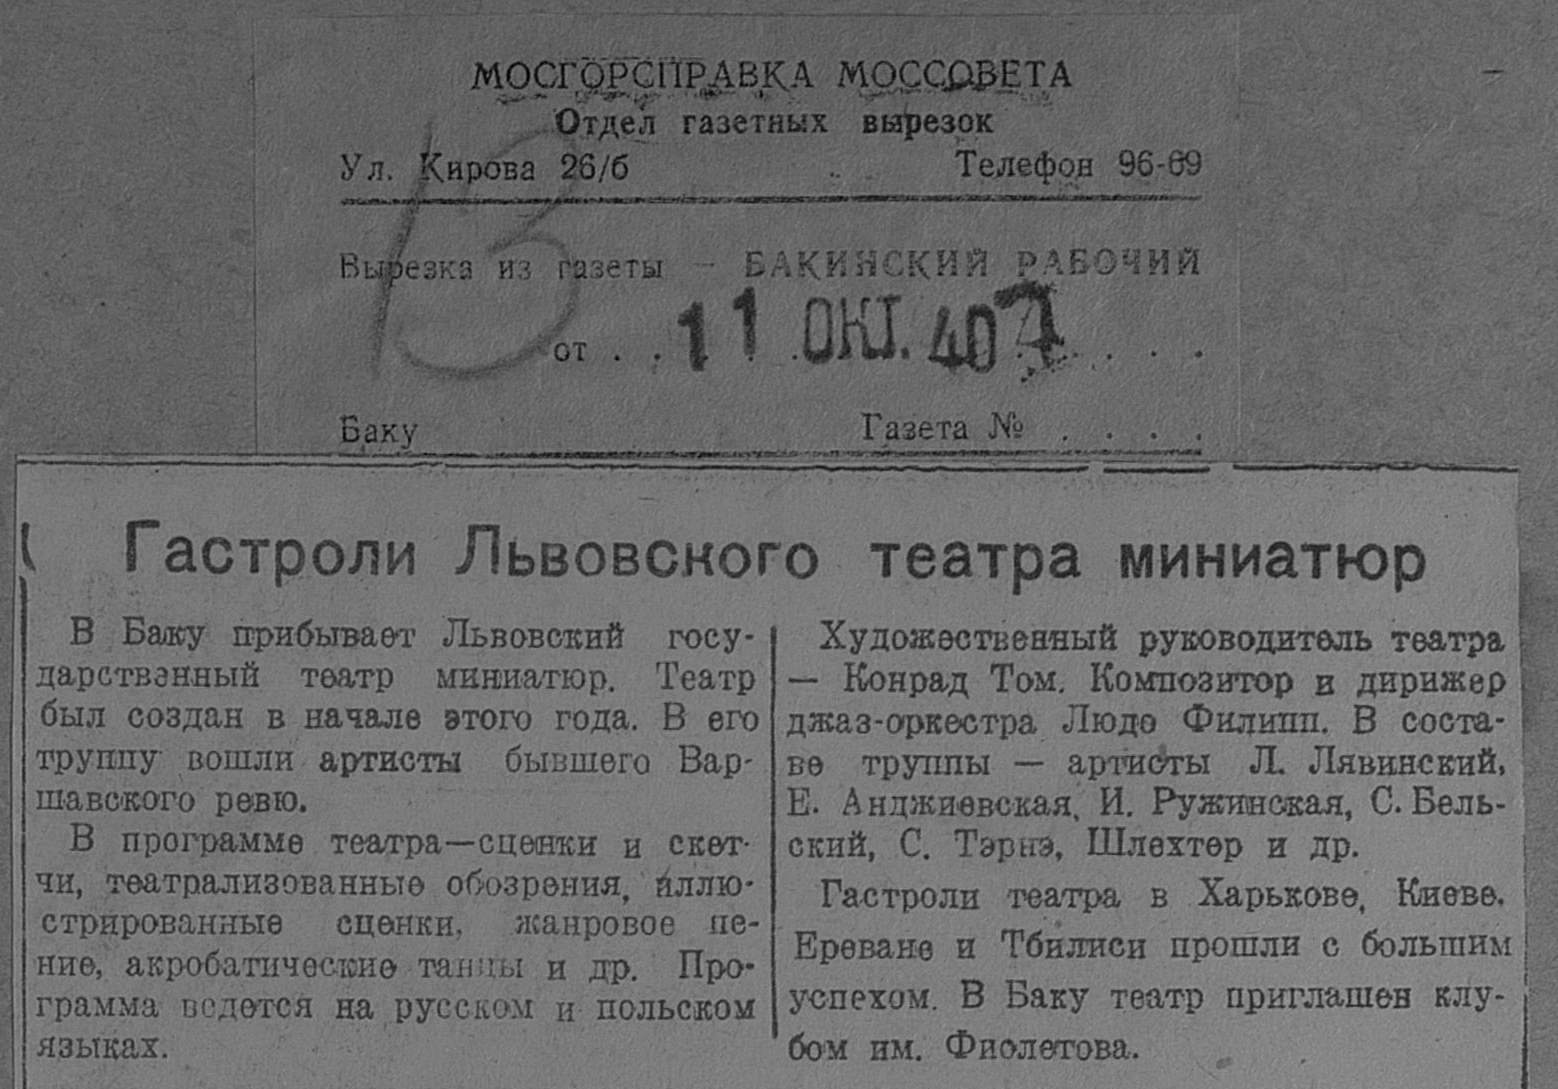 МОСГОРСПРАВКА МОССОВЕТА
Отдел газетных вырезок
Ул. Кирова 26/б Телефон 96-69
13
Вырезка из газеты — БАКИНСКИЙ РАБОЧИЙ
от . . 11 ОКТ. 40 . . . .
Баку Газета № . . . .
Гастроли Львовского театра миниатюр
В Баку прибывает Львовский госу-
дарственный театр миниатюр. Театр
был создан в начале этого года. В его
труппу вошли артисты бывшего Вар-
шавского ревю.
В программе театра—сценки и скет-
чи, театрализованные обозрения, иллю-
стрированные сценки, жанровое пе-
ние, акробатические танцы и др. Про-
грамма ведется на русском и польском
языках.
Художественный руководитель театра
— Конрад Том. Композитор и дирижер
джаз-оркестра Людо Филипп. В соста-
ве труппы — артисты Л. Лявинский,
Е. Анджиевская, И. Ружинская, С. Бель-
ский, С. Тэрнэ, Шлехтер и др.
Гастроли театра в Харькове, Киеве,
Ереване и Тбилиси прошли с большим
успехом. В Баку театр приглашен клу-
бом им. Фиолетова.